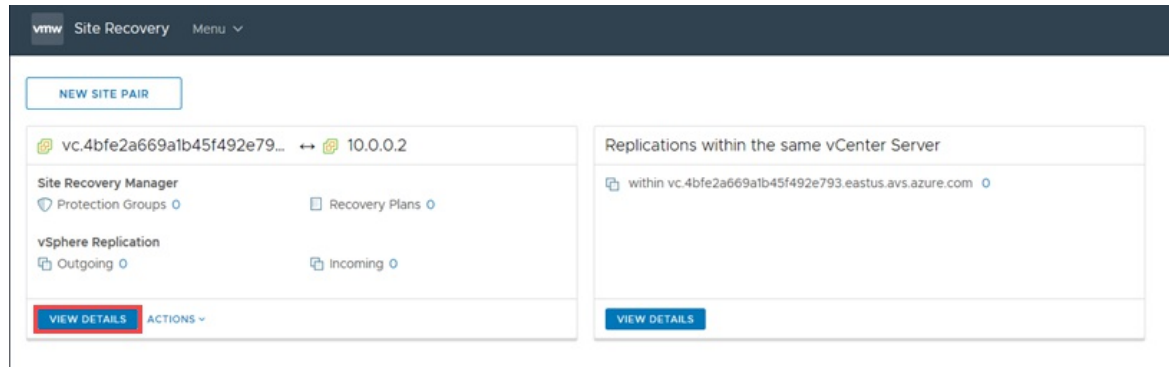 vmw Site Recovery Menu
NEW SITE PAIR
vc.4bfe2a669a1b45f492e79... ↔ 10.0.0.2
Site Recovery Manager
Protection Groups 0 Recovery Plans 0
vSphere Replication
Outgoing 0 Incoming 0
VIEW DETAILS ACTIONS
Replications within the same vCenter Server
within vc.4bfe2a669a1b45f492e793.eastus.avs.azure.com 0
VIEW DETAILS